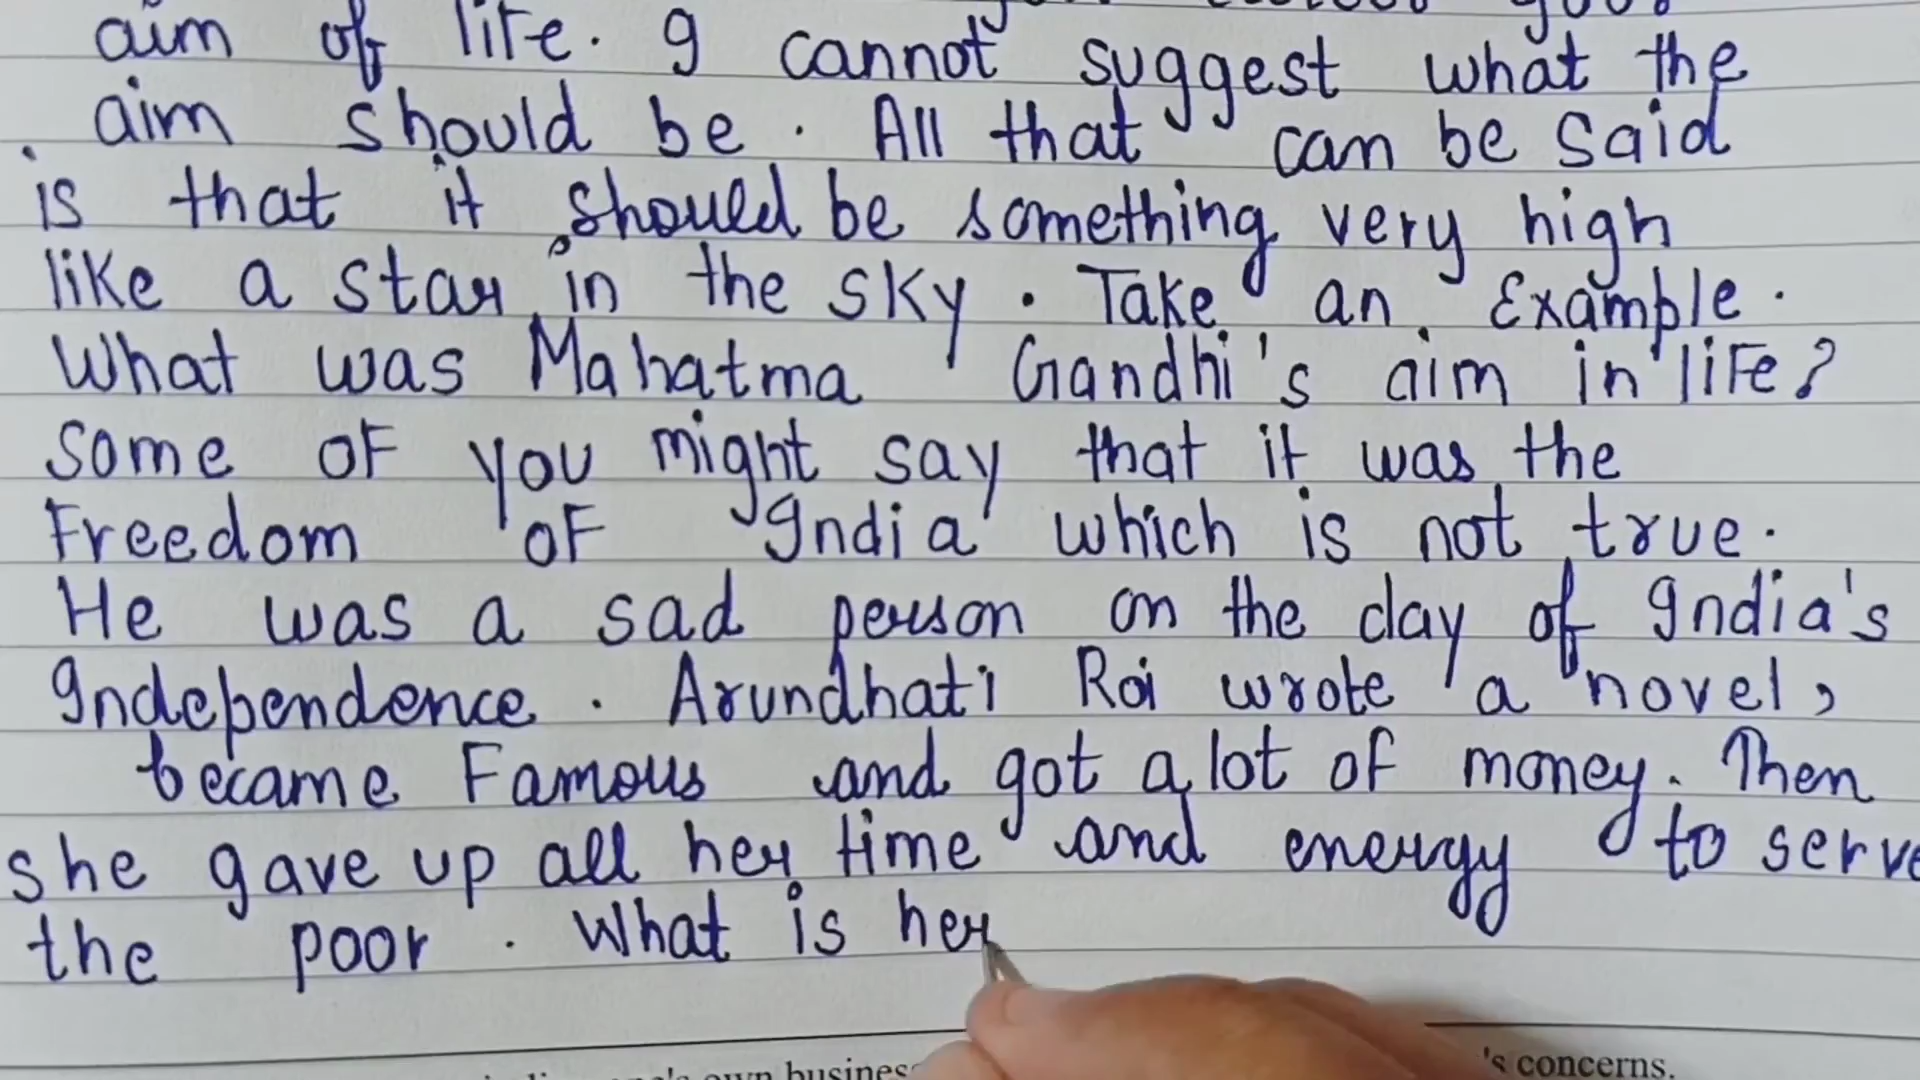 aim of life. I cannot suggest what the
aim should be. All that can be said
is that it should be something very high
like a star in the sky. Take an Example.
What was Mahatma Gandhi's aim in life?
Some of you might say that it was the
Freedom of India which is not true.
He was a sad person on the day of India's
Independence. Arundhati Roi wrote a novel,
became Famous and got a lot of money. Then
she gave up all her time and energy to serve
the poor. What is her
own business
's concerns.